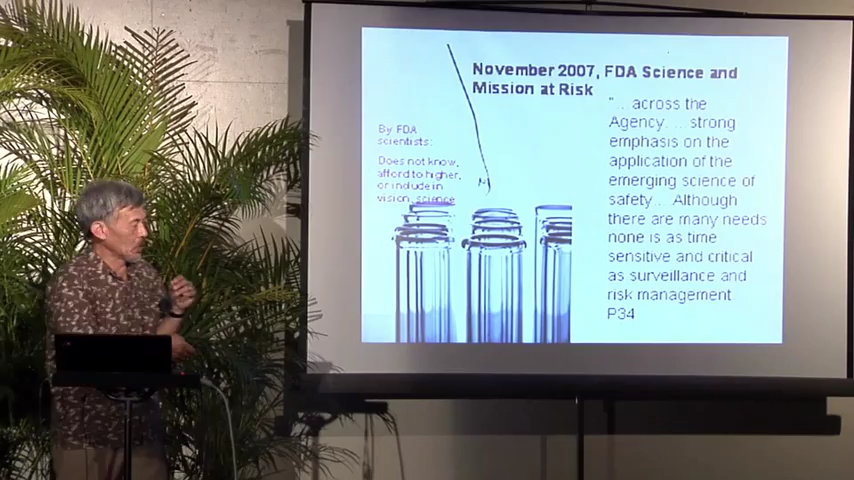 November 2007, FDA Science and
Mission at Risk
By FDA
scientists:
Does not know,
afford to higher,
or include in
vision, science
"... across the
Agency. ... strong
emphasis on the
application of the
emerging science of
safety... Although
there are many needs
none is as time
sensitive and critical
as surveillance and
risk management.
P34